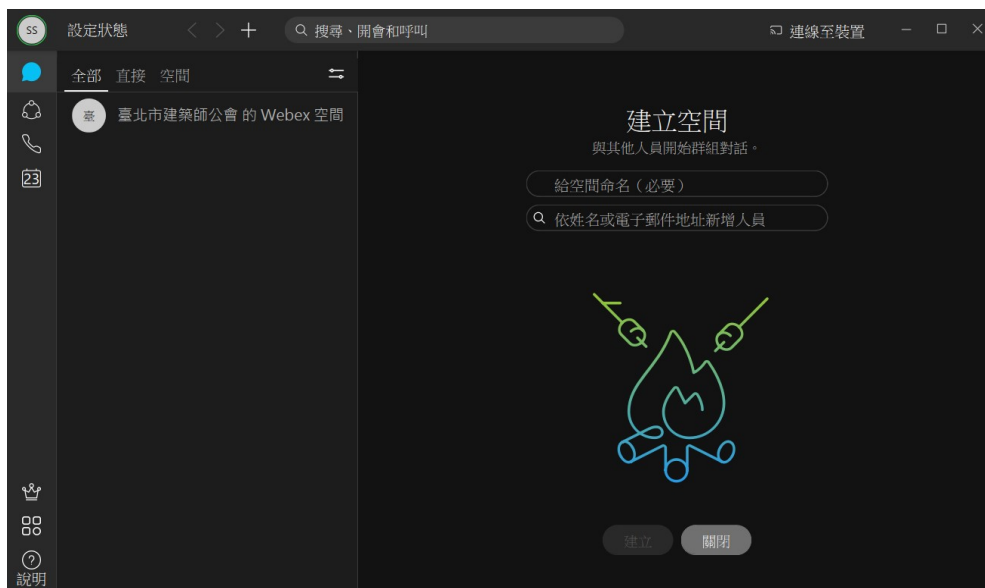 SS 設定狀態 搜尋、開會和呼叫 連線至裝置
全部 直接 空間
臺 臺北市建築師公會 的 Webex 空間
23
建立空間
與其他人員開始群組對話。
給空間命名（必要）
依姓名或電子郵件地址新增人員
建立 關閉
說明